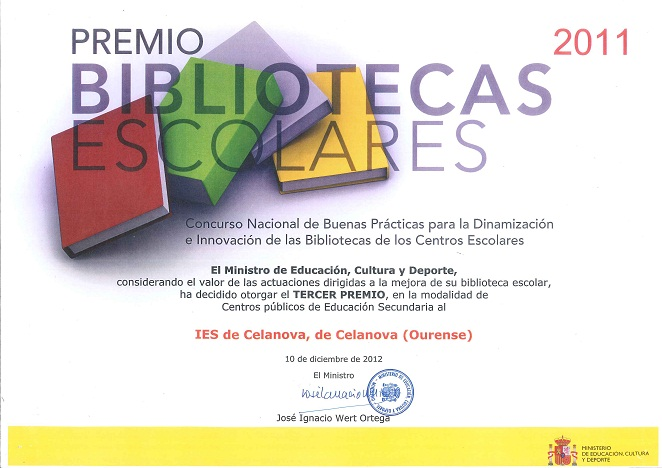 PREMIO
2011
BIBLIOTECAS
ESCOLARES
Concurso Nacional de Buenas Prácticas para la Dinamización
e Innovación de las Bibliotecas de los Centros Escolares
El Ministro de Educación, Cultura y Deporte,
considerando el valor de las actuaciones dirigidas a la mejora de su biblioteca escolar,
ha decidido otorgar el TERCER PREMIO, en la modalidad de
Centros públicos de Educación Secundaria al
IES de Celanova, de Celanova (Ourense)
10 de diciembre de 2012
El Ministro
José Ignacio Wert Ortega
MINISTERIO
DE EDUCACIÓN, CULTURA
Y DEPORTE